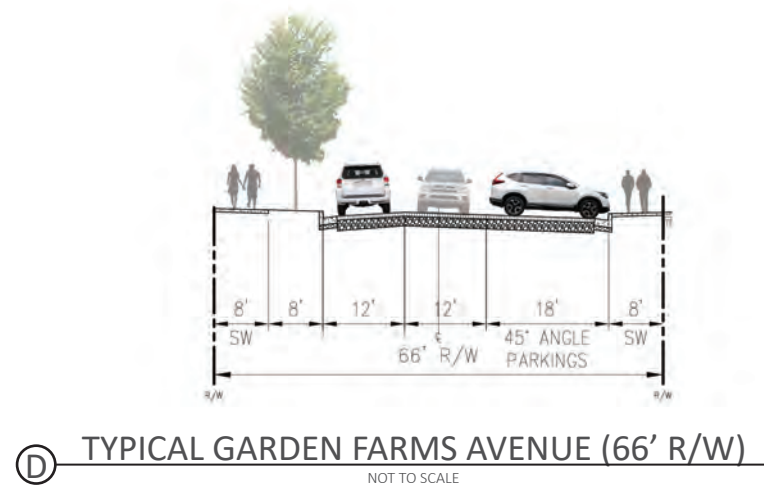 8' 8' 12' 12' 18' 8'
SW ℄ 45° ANGLE SW
66' R/W PARKINGS
R/W R/W
D TYPICAL GARDEN FARMS AVENUE (66' R/W)
NOT TO SCALE